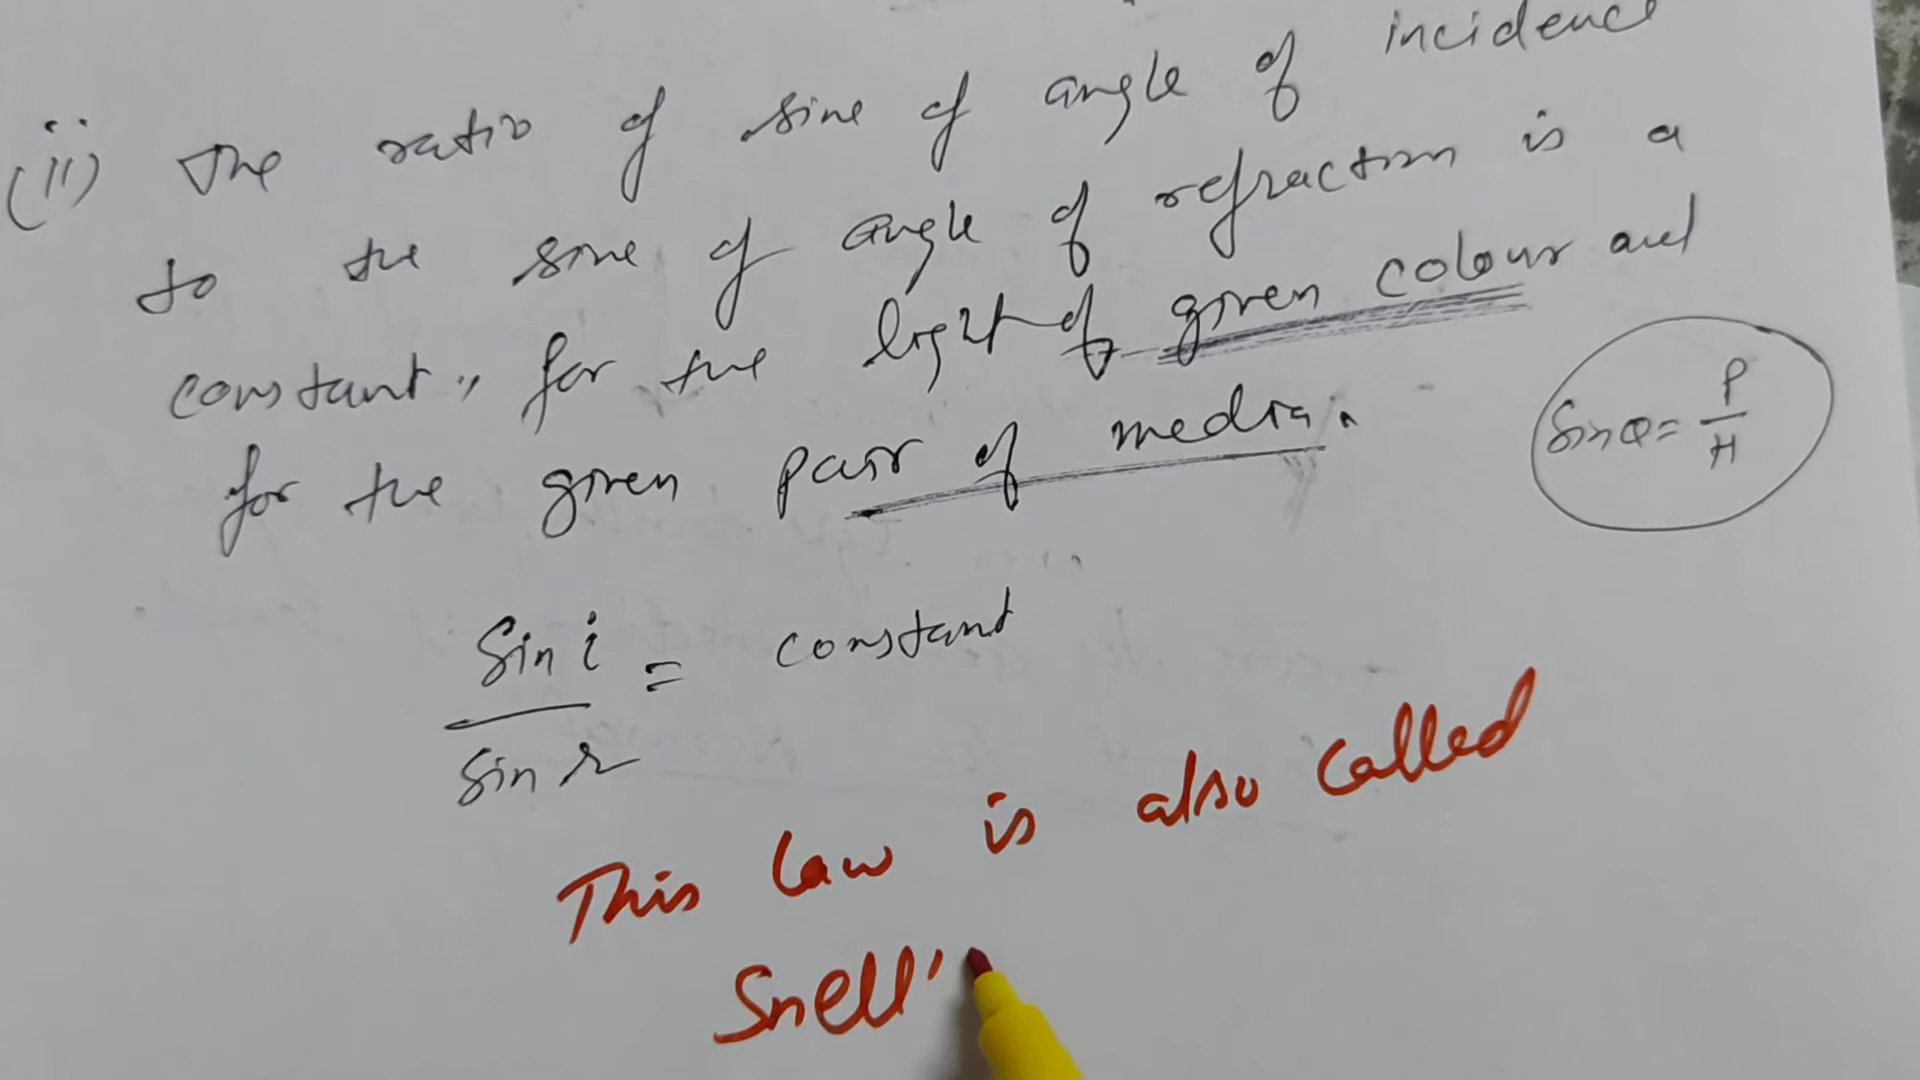 (ii) The ratio of sine of angle of incidence
to the sine of angle of refraction is a
constant, for the light of given colour and
for the given pair of media.
Sinθ = P/H
Sin i / Sin r = constant
This law is also called
Snell'